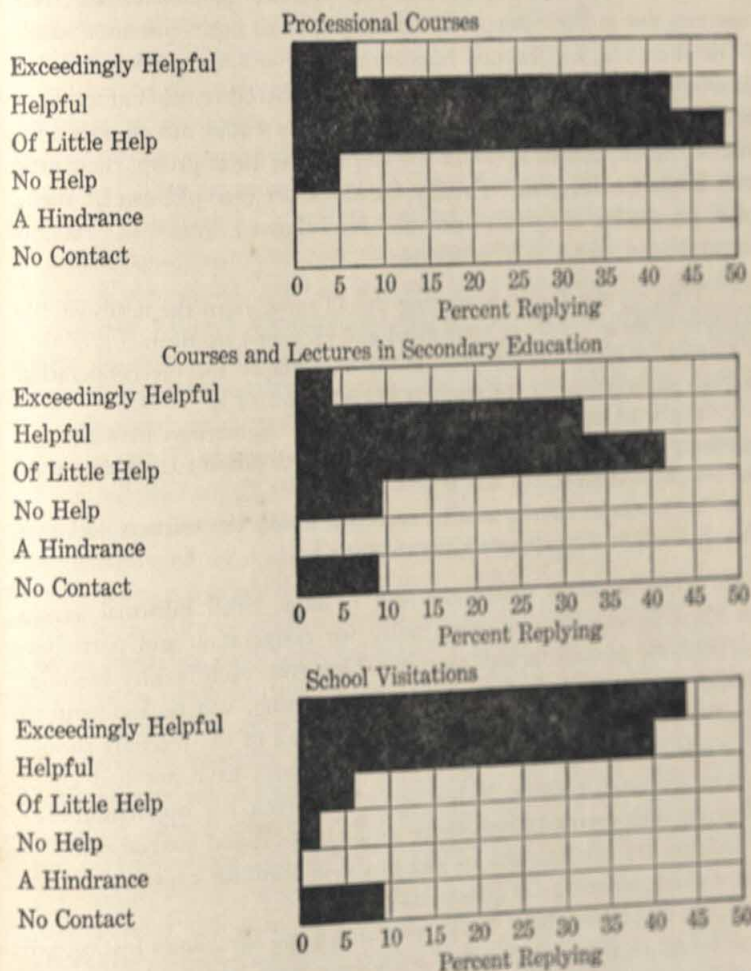 Professional Courses
Exceedingly Helpful
Helpful
Of Little Help
No Help
A Hindrance
No Contact
0 5 10 15 20 25 30 35 40 45 50
Percent Replying
Courses and Lectures in Secondary Education
Exceedingly Helpful
Helpful
Of Little Help
No Help
A Hindrance
No Contact
0 5 10 15 20 25 30 35 40 45 50
Percent Replying
School Visitations
Exceedingly Helpful
Helpful
Of Little Help
No Help
A Hindrance
No Contact
0 5 10 15 20 25 30 35 40 45 50
Percent Replying